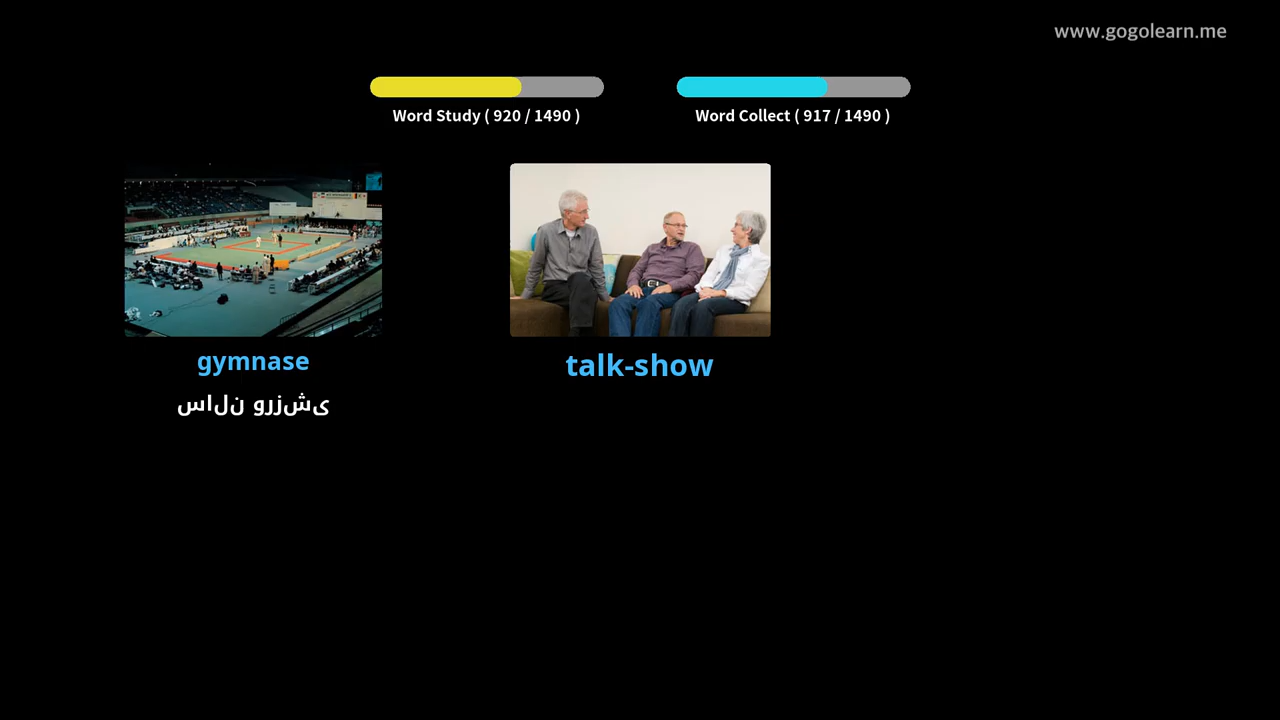 www.gogolearn.me
Word Study ( 920 / 1490 )
Word Collect ( 917 / 1490 )
gymnase
سالن ورزشی
talk-show